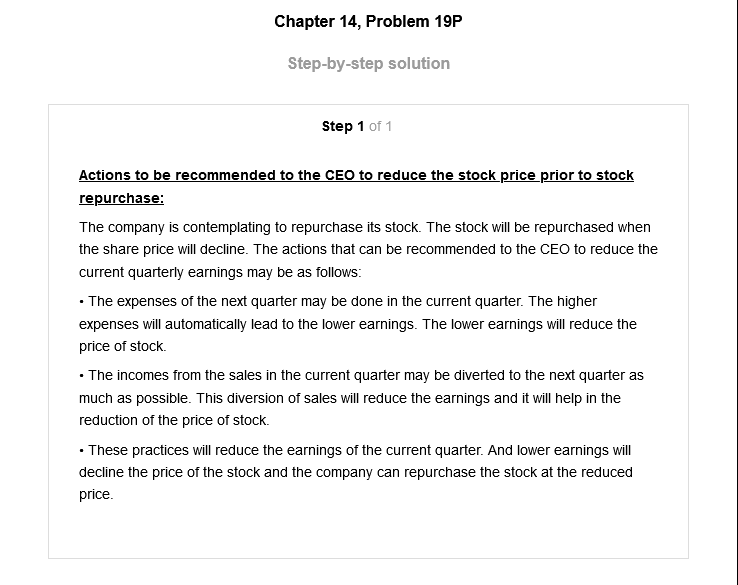 Chapter 14, Problem 19P
Step-by-step solution
Step 1 of 1
Actions to be recommended to the CEO to reduce the stock price prior to stock
repurchase:
The company is contemplating to repurchase its stock. The stock will be repurchased when
the share price will decline. The actions that can be recommended to the CEO to reduce the
current quarterly earnings may be as follows:
• The expenses of the next quarter may be done in the current quarter. The higher
expenses will automatically lead to the lower earnings. The lower earnings will reduce the
price of stock.
• The incomes from the sales in the current quarter may be diverted to the next quarter as
much as possible. This diversion of sales will reduce the earnings and it will help in the
reduction of the price of stock.
• These practices will reduce the earnings of the current quarter. And lower earnings will
decline the price of the stock and the company can repurchase the stock at the reduced
price.